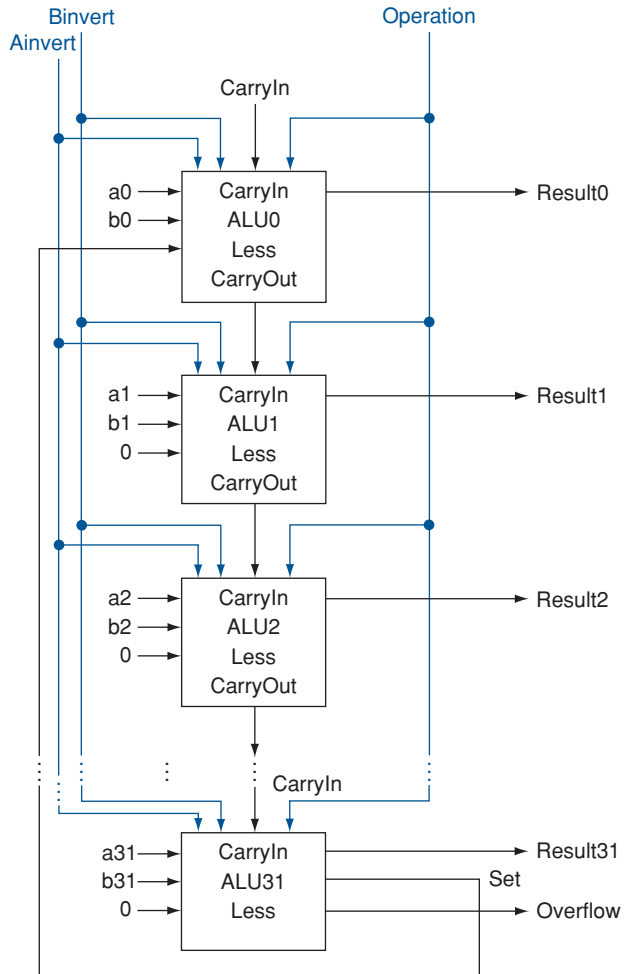 Binvert
Operation
Ainvert
CarryIn
a0
CarryIn
Result0
b0
ALU0
Less
CarryOut
a1
CarryIn
Result1
b1
ALU1
0
Less
CarryOut
a2
CarryIn
Result2
b2
ALU2
0
Less
CarryOut
CarryIn
a31
CarryIn
Result31
b31
ALU31
Set
0
Less
Overflow